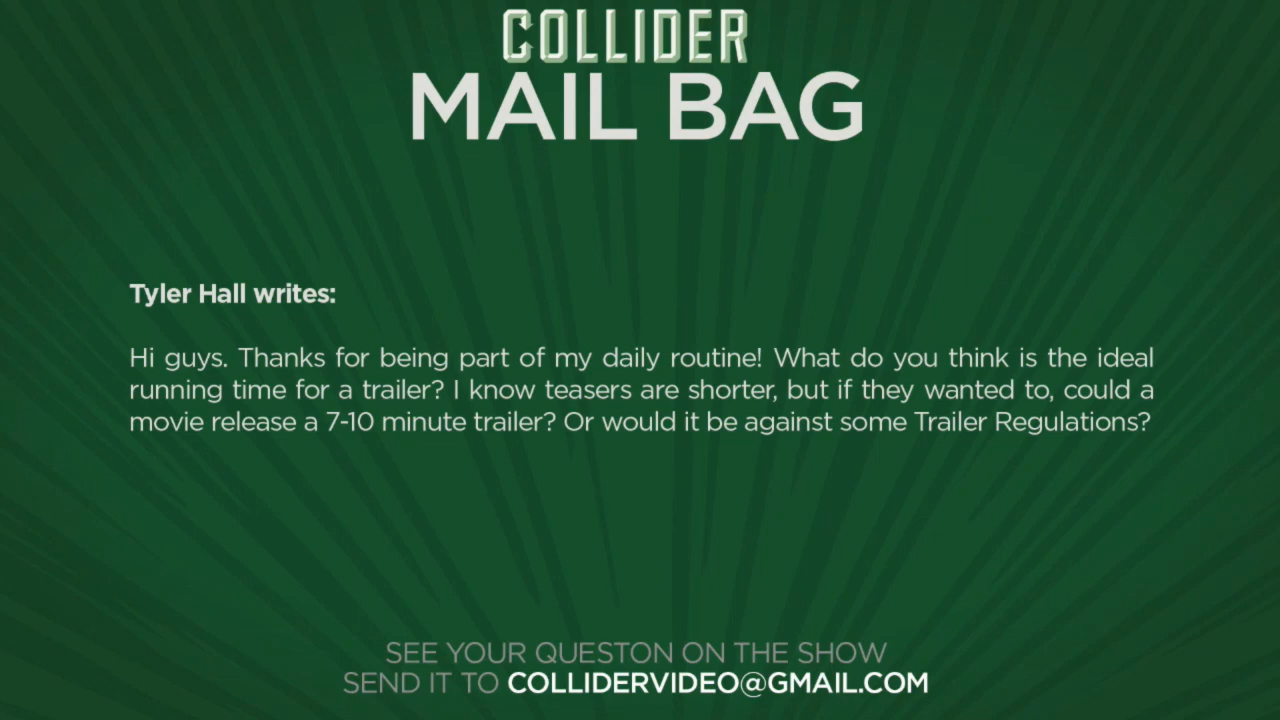 COLLIDER
MAIL BAG
Tyler Hall writes:
Hi guys. Thanks for being part of my daily routine! What do you think is the ideal
running time for a trailer? I know teasers are shorter, but if they wanted to, could a
movie release a 7-10 minute trailer? Or would it be against some Trailer Regulations?
SEE YOUR QUESTON ON THE SHOW
SEND IT TO COLLIDERVIDEO@GMAIL.COM